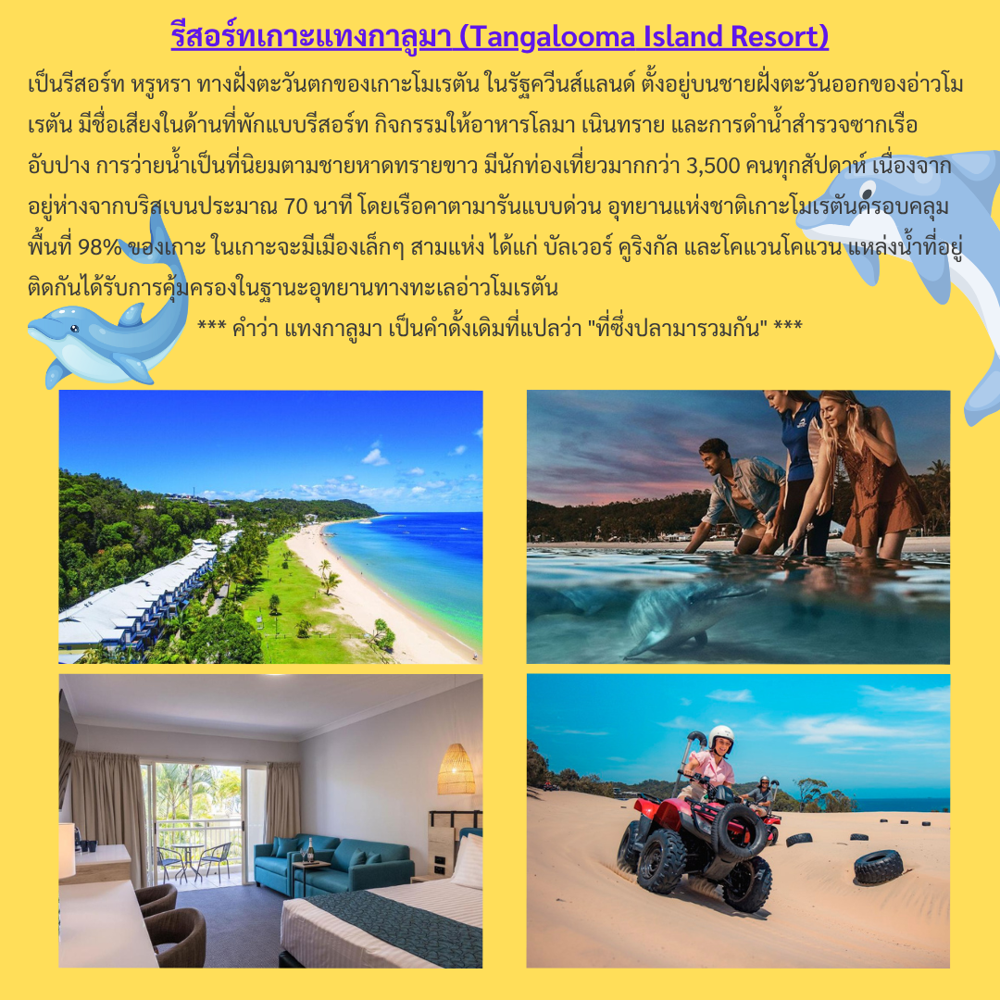 รีสอร์ทเกาะแทงกาลูมา (Tangalooma Island Resort)
เป็นรีสอร์ท หรูหรา ทางฝั่งตะวันตกของเกาะโมเรตัน ในรัฐควีนส์แลนด์ ตั้งอยู่บนชายฝั่งตะวันออกของอ่าวโม
เรตัน มีชื่อเสียงในด้านที่พักแบบรีสอร์ท กิจกรรมให้อาหารโลมา เนินทราย และการดำน้ำสำรวจซากเรือ
อับปาง การว่ายน้ำเป็นที่นิยมตามชายหาดทรายขาว มีนักท่องเที่ยวมากกว่า 3,500 คนทุกสัปดาห์ เนื่องจาก
อยู่ห่างจากบริสเบนประมาณ 70 นาที โดยเรือคาตามารันแบบด่วน อุทยานแห่งชาติเกาะโมเรตันครอบคลุม
พื้นที่ 98% ของเกาะ ในเกาะจะมีเมืองเล็กๆ สามแห่ง ได้แก่ บัลเวอร์ คูริงกัล และโคแวนโคแวน แหล่งน้ำที่อยู่
ติดกันได้รับการคุ้มครองในฐานะอุทยานทางทะเลอ่าวโมเรตัน
*** คำว่า แทงกาลูมา เป็นคำดั้งเดิมที่แปลว่า "ที่ซึ่งปลามารวมกัน" ***